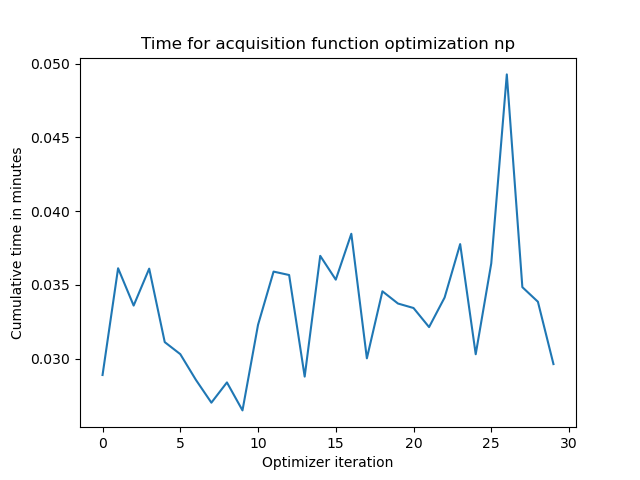 Time for acquisition function optimization np
0.050
0.045
0.040
0.035
0.030
Cumulative time in minutes
0 5 10 15 20 25 30
Optimizer iteration